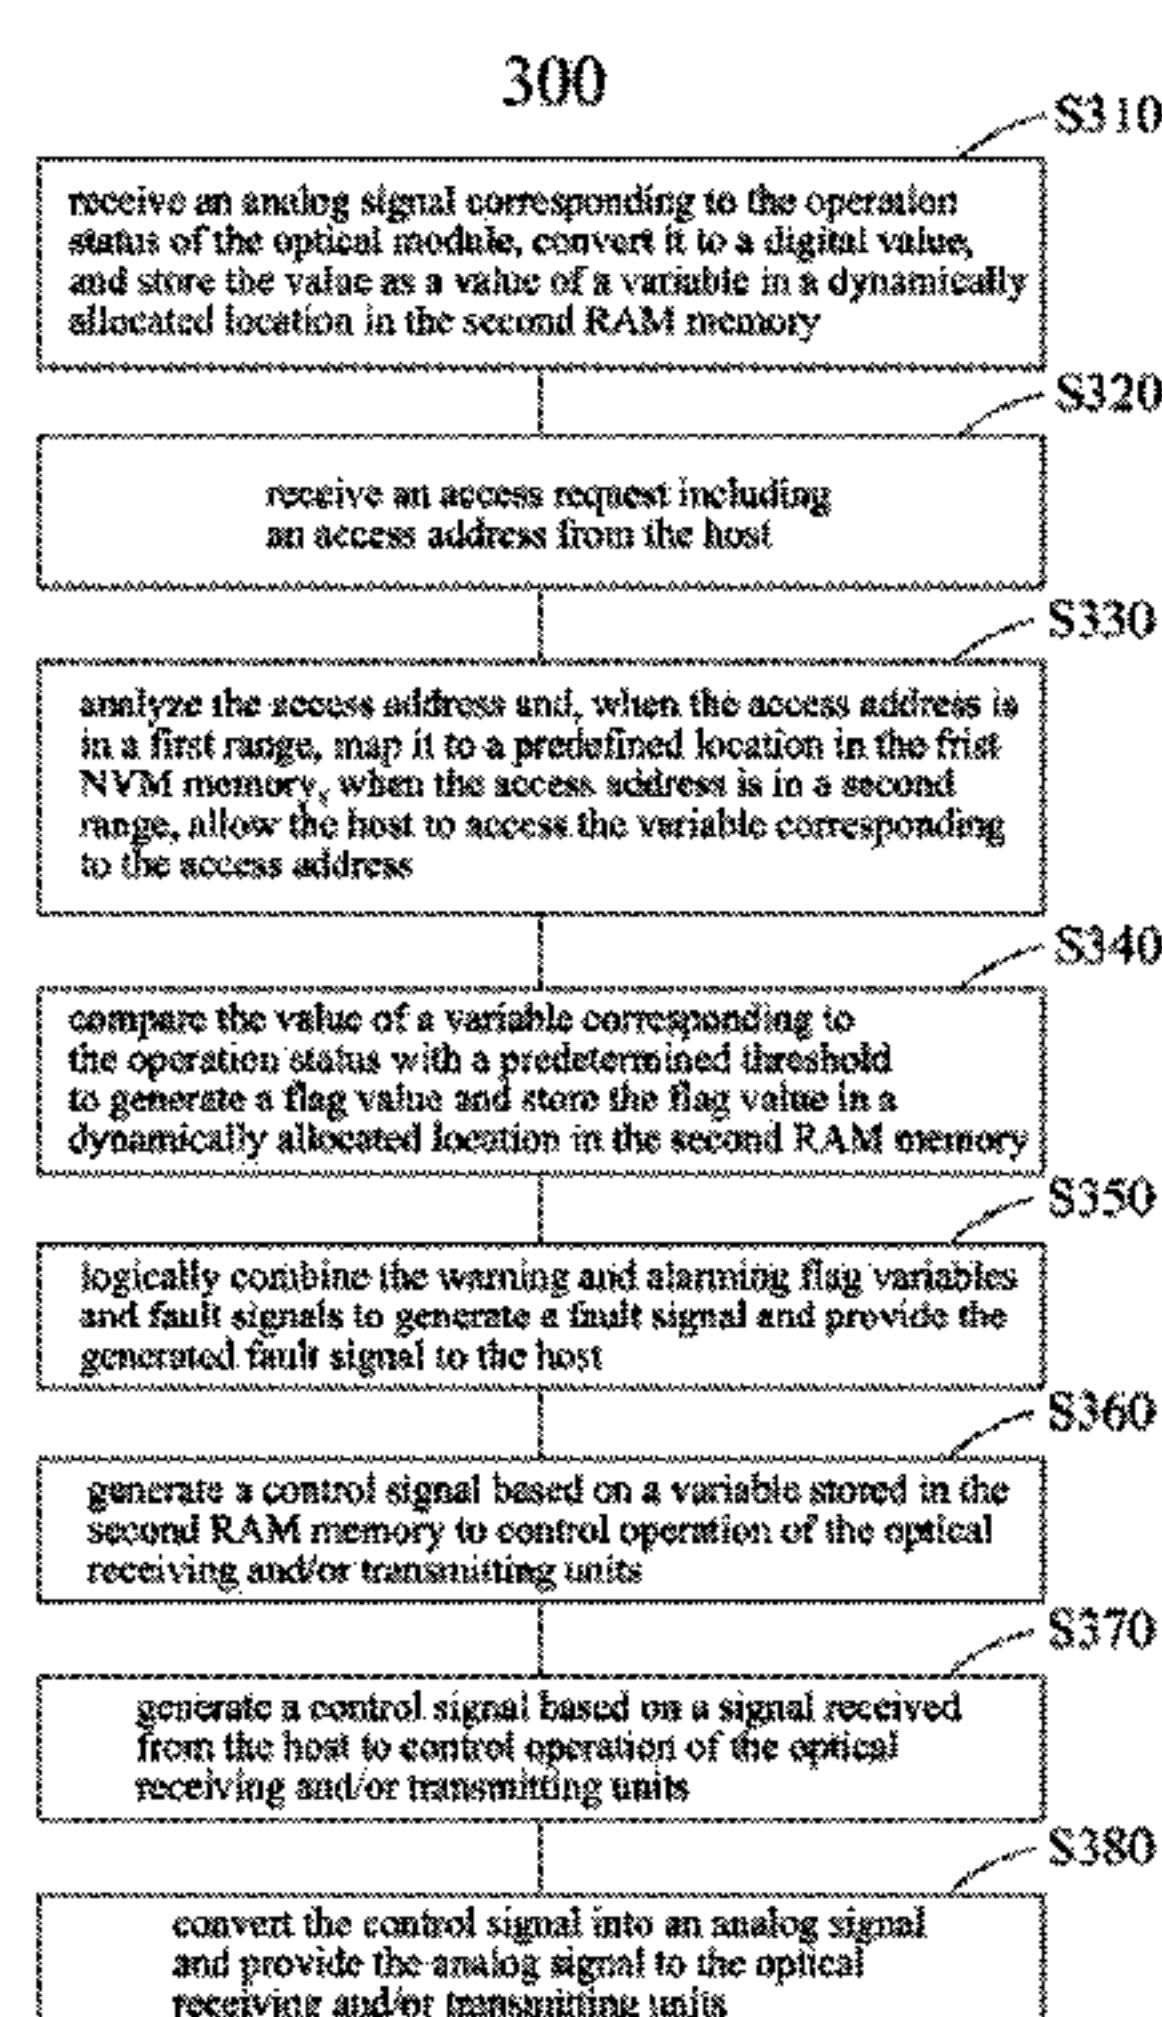 300
S310
receive an analog signal corresponding to the operation
status of the optical module, convert it to a digital value,
and store the value as a value of a variable in a dynamically
allocated location in the second RAM memory
S320
receive an access request including
an access address from the host
S330
analyze the access address and, when the access address is
in a first range, map it to a predefined location in the frist
NVM memory, when the access address is in a second
range, allow the host to access the variable corresponding
to the access address
S340
compare the value of a variable corresponding to
the operation status with a predetermined threshold
to generate a flag value and store the flag value in a
dynamically allocated location in the second RAM memory
S350
logically combine the warning and alarming flag variables
and fault signals to generate a fault signal and provide the
generated fault signal to the host
S360
generate a control signal based on a variable stored in the
second RAM memory to control operation of the optical
receiving and/or transmitting units
S370
generate a control signal based on a signal received
from the host to control operation of the optical
receiving and/or transmitting units
S380
convert the control signal into an analog signal
and provide the analog signal to the optical
receiving and/or transmitting units